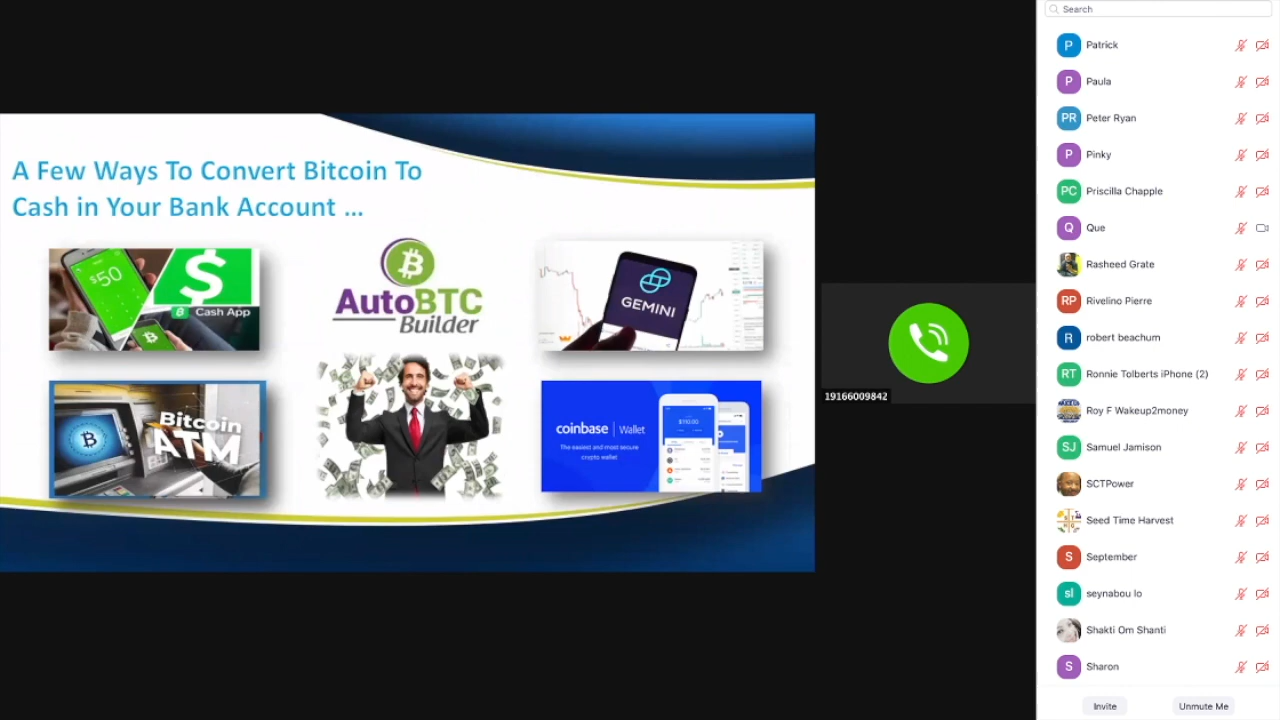 A Few Ways To Convert Bitcoin To
Cash in Your Bank Account ...
$50
$
Cash App
AutoBTC
Builder
GEMINI
Bitcoin
ATM
coinbase | Wallet
The easiest and most secure
crypto wallet
$110.00
19166009842
Search
P Patrick
P Paula
PR Peter Ryan
P Pinky
PC Priscilla Chapple
Q Que
Rasheed Grate
RP Rivelino Pierre
R robert beachum
RT Ronnie Tolberts iPhone (2)
Roy F Wakeup2money
SJ Samuel Jamison
SCTPower
Seed Time Harvest
S September
sl seynabou lo
Shakti Om Shanti
S Sharon
Invite
Unmute Me